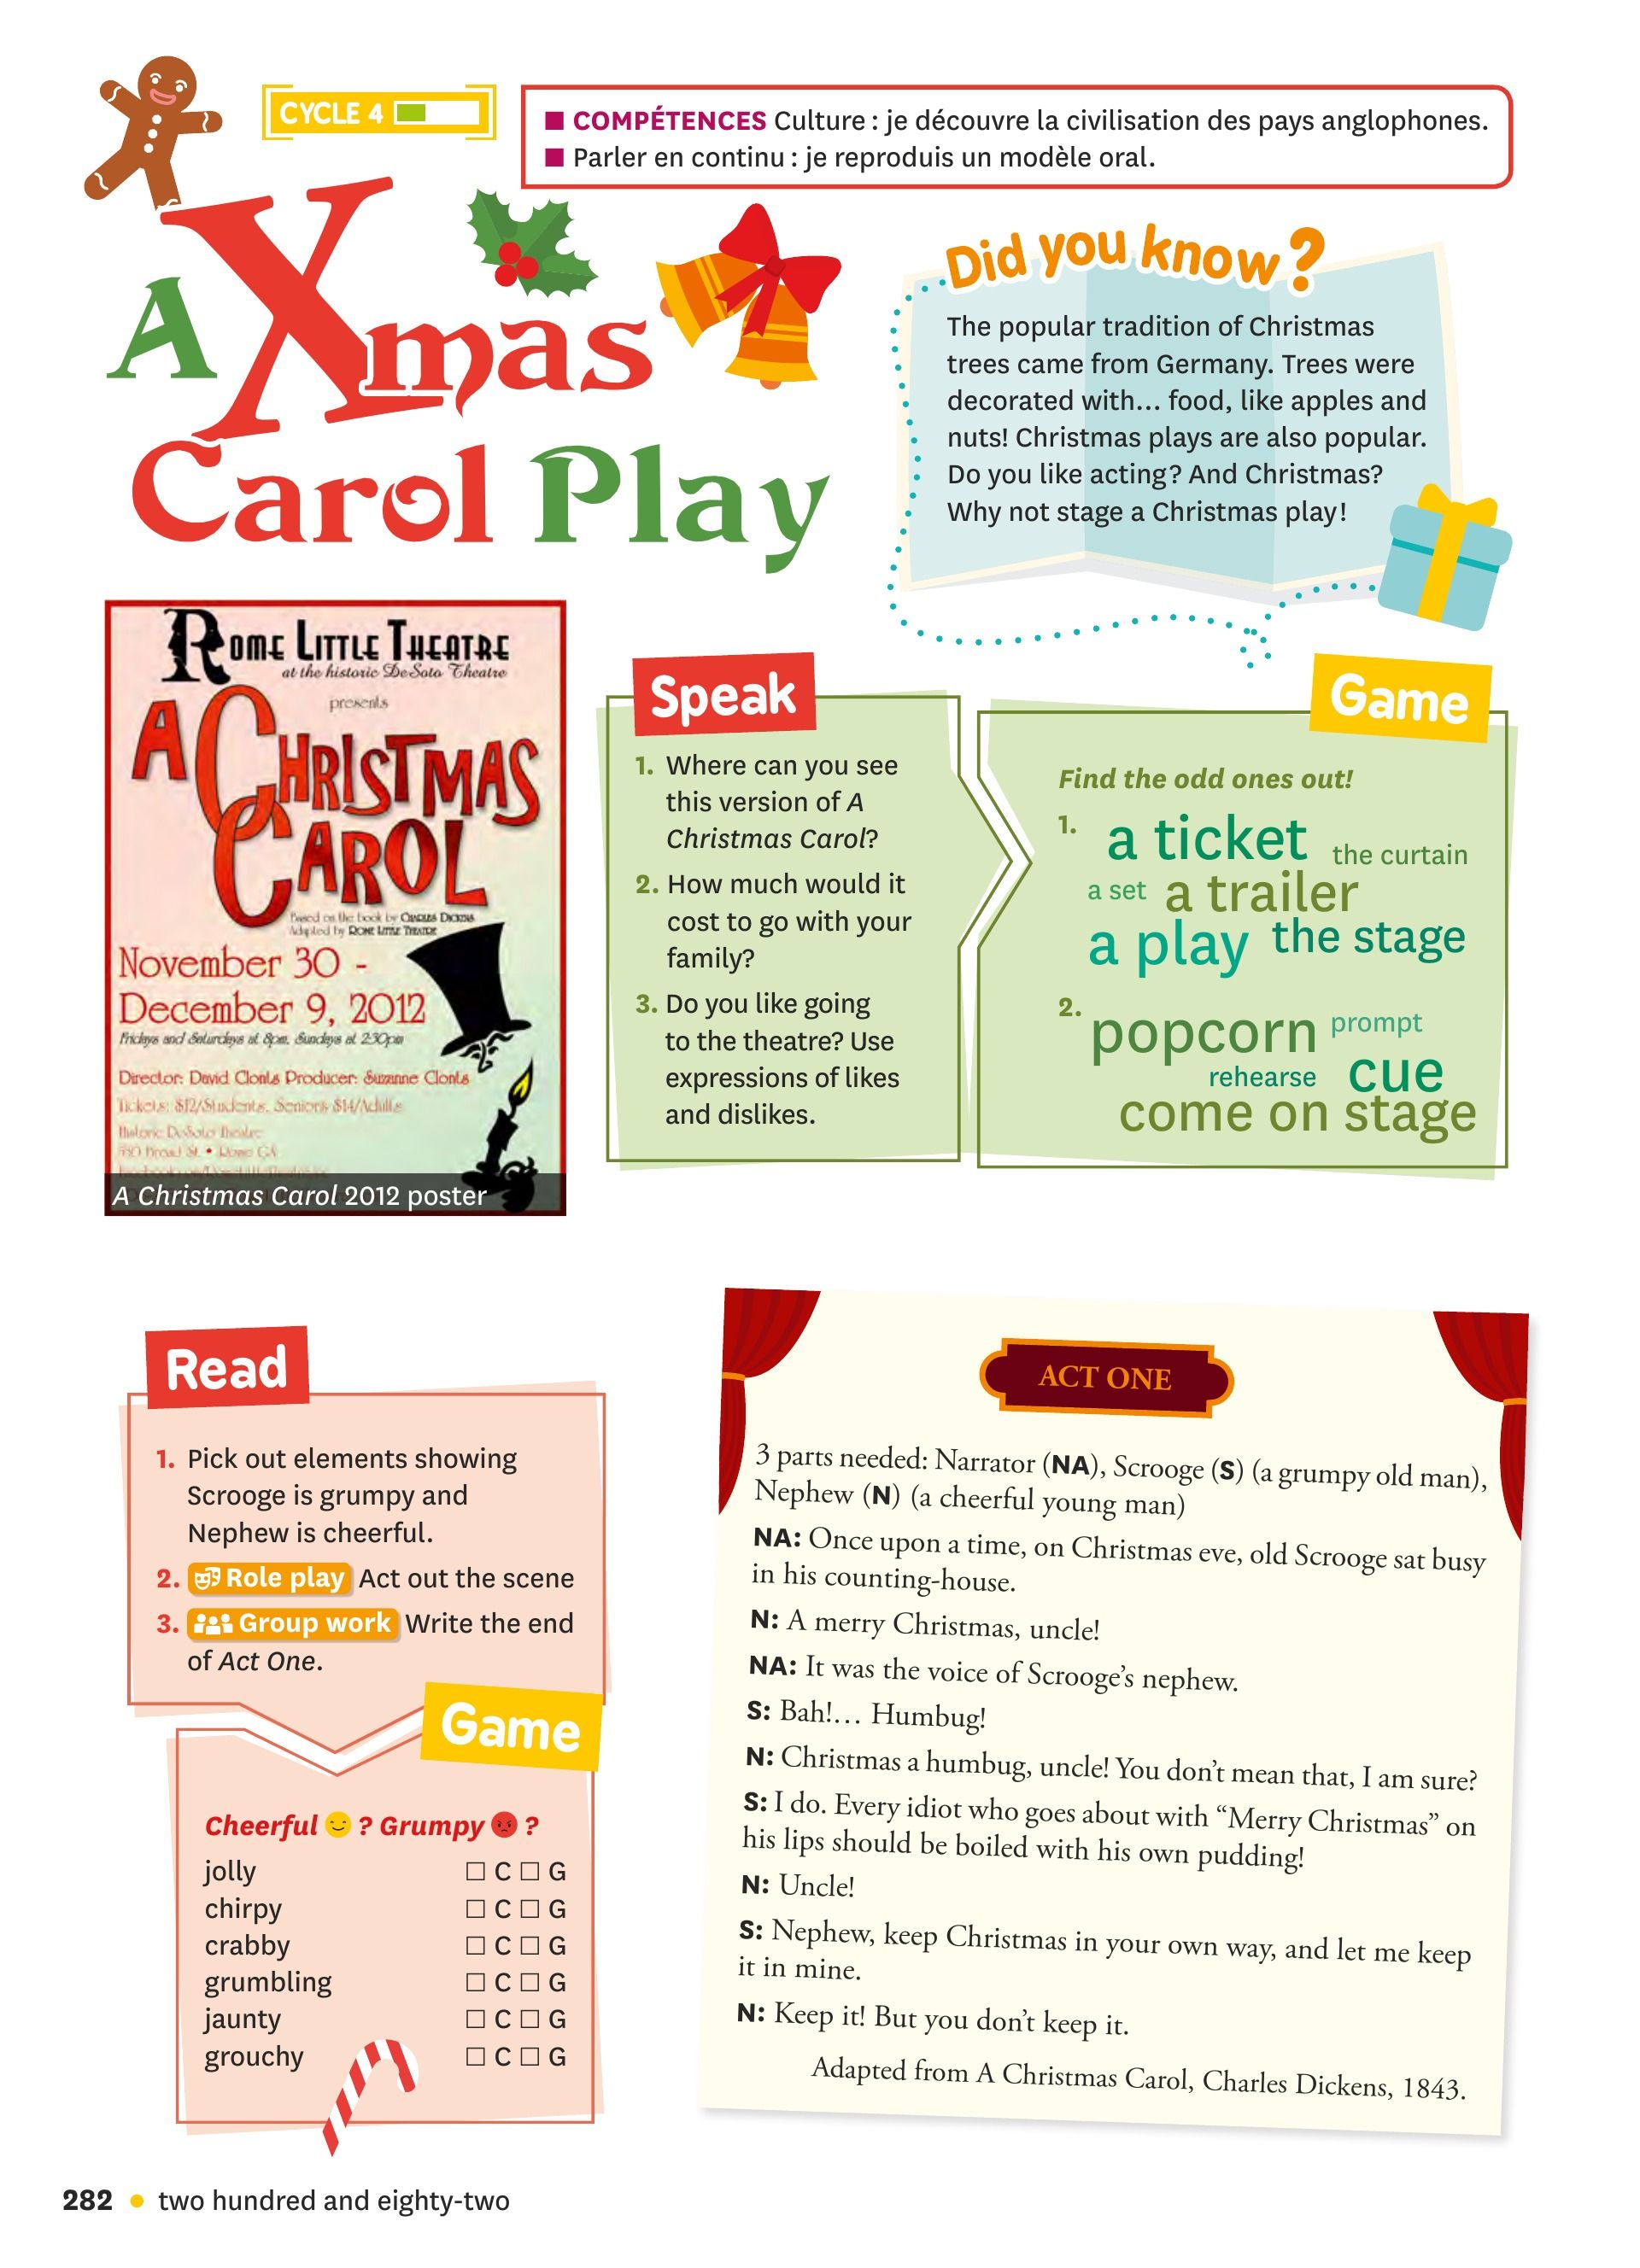 CYCLE 4
■ COMPÉTENCES Culture : je découvre la civilisation des pays anglophones.
■ Parler en continu : je reproduis un modèle oral.
A Xmas
Carol Play
Did you know?
The popular tradition of Christmas
trees came from Germany. Trees were
decorated with... food, like apples and
nuts! Christmas plays are also popular.
Do you like acting? And Christmas?
Why not stage a Christmas play!
ROME LITTLE THEATRE
at the historic DeSoto Theatre
presents
A CHRISTMAS
CAROL
Based on the book by CHARLES DICKENS
Adapted by ROME LITTLE THEATRE
November 30 -
December 9, 2012
Fridays and Saturdays at 8pm, Sundays at 2:30pm
Director: David Clonts Producer: Suzanne Clonts
Tickets: $12/Students, Seniors $14/Adults
Historic DeSoto Theatre
530 Broad St. • Rome GA
A Christmas Carol 2012 poster
Speak
1. Where can you see
this version of A
Christmas Carol?
2. How much would it
cost to go with your
family?
3. Do you like going
to the theatre? Use
expressions of likes
and dislikes.
Game
Find the odd ones out!
1. a ticket the curtain
a set a trailer
a play the stage
2. popcorn prompt
rehearse cue
come on stage
Read
1. Pick out elements showing
Scrooge is grumpy and
Nephew is cheerful.
2. Role play Act out the scene
3. Group work Write the end
of Act One.
Game
Cheerful ? Grumpy ?
jolly □ C □ G
chirpy □ C □ G
crabby □ C □ G
grumbling □ C □ G
jaunty □ C □ G
grouchy □ C □ G
ACT ONE
3 parts needed: Narrator (NA), Scrooge (S) (a grumpy old man),
Nephew (N) (a cheerful young man)
NA: Once upon a time, on Christmas eve, old Scrooge sat busy
in his counting-house.
N: A merry Christmas, uncle!
NA: It was the voice of Scrooge's nephew.
S: Bah!... Humbug!
N: Christmas a humbug, uncle! You don't mean that, I am sure?
S: I do. Every idiot who goes about with “Merry Christmas” on
his lips should be boiled with his own pudding!
N: Uncle!
S: Nephew, keep Christmas in your own way, and let me keep
it in mine.
N: Keep it! But you don't keep it.
Adapted from A Christmas Carol, Charles Dickens, 1843.
282 • two hundred and eighty-two